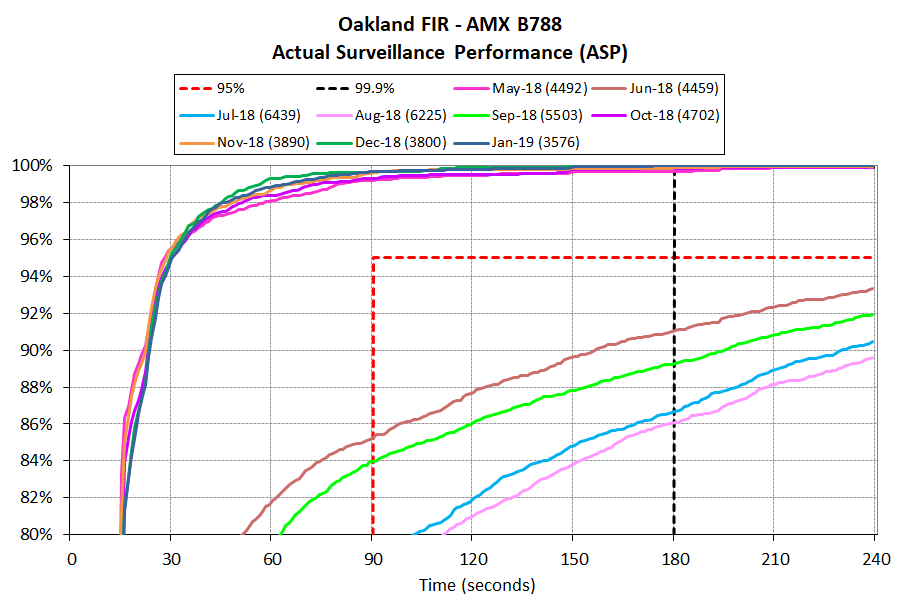 Oakland FIR - AMX B788
Actual Surveillance Performance (ASP)
95% 99.9% May-18 (4492) Jun-18 (4459)
Jul-18 (6439) Aug-18 (6225) Sep-18 (5503) Oct-18 (4702)
Nov-18 (3890) Dec-18 (3800) Jan-19 (3576)
100%
98%
96%
94%
92%
90%
88%
86%
84%
82%
80%
0 30 60 90 120 150 180 210 240
Time (seconds)